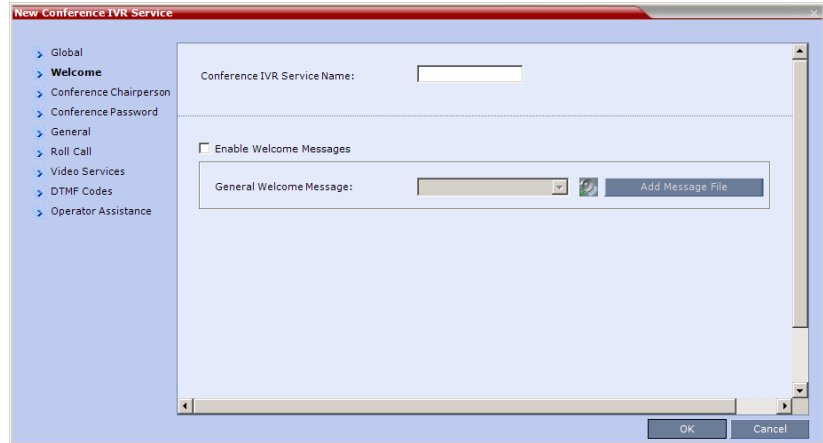 New Conference IVR Service
Global
Welcome
Conference Chairperson
Conference Password
General
Roll Call
Video Services
DTMF Codes
Operator Assistance
Conference IVR Service Name:
Enable Welcome Messages
General Welcome Message:
Add Message File
OK
Cancel